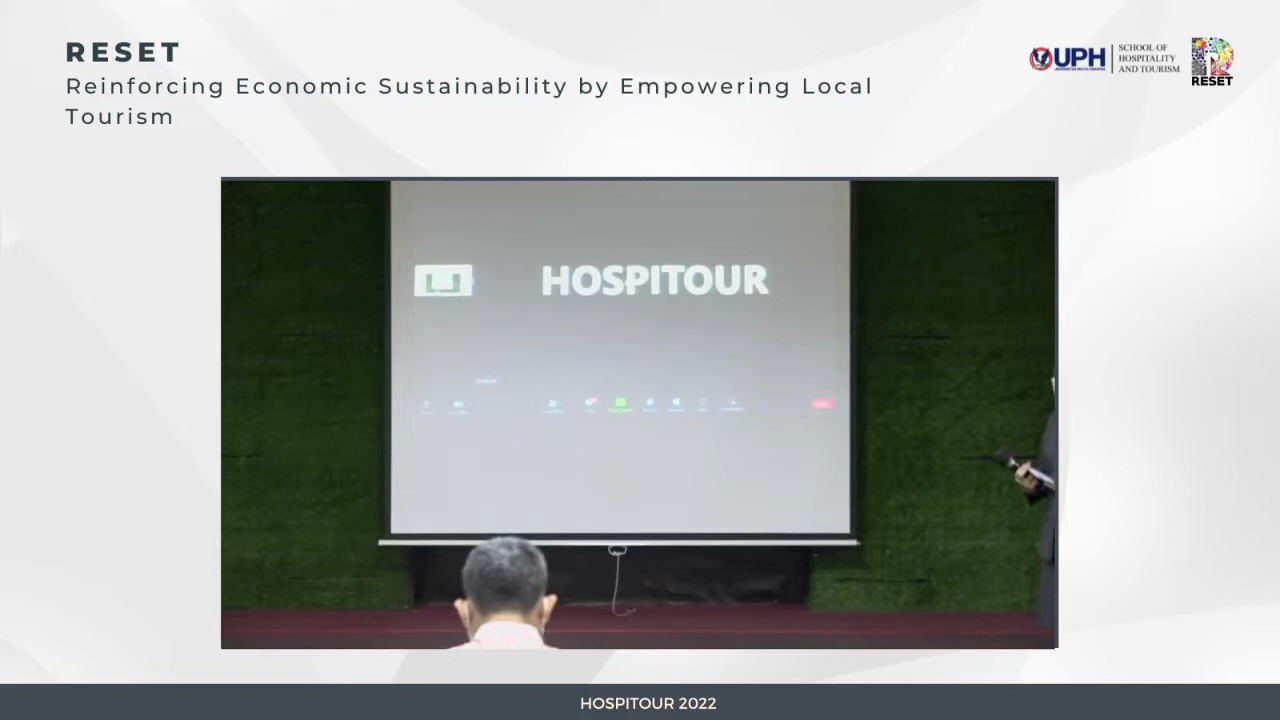 RESET
Reinforcing Economic Sustainability by Empowering Local
Tourism
UPH
SCHOOL OF
HOSPITALITY
AND TOURISM
RESET
HOSPITOUR
HOSPITOUR 2022